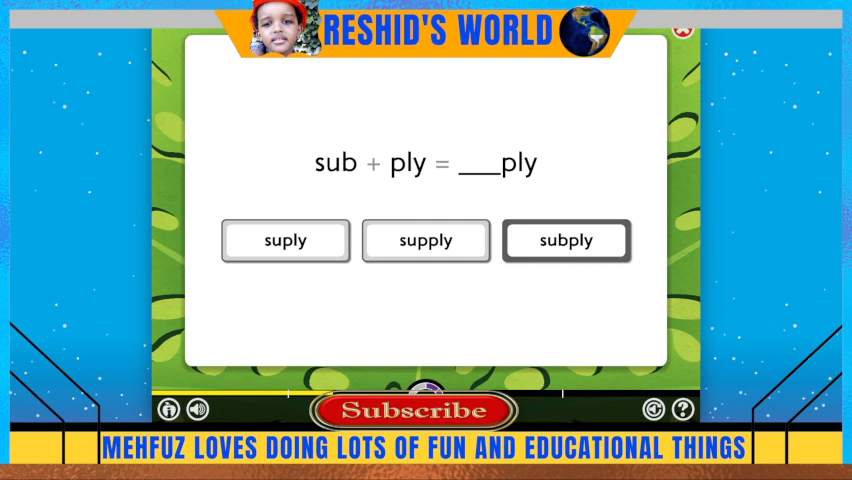 RESHID'S WORLD
sub + ply = ___ply
suply supply subply
Subscribe
MEHFUZ LOVES DOING LOTS OF FUN AND EDUCATIONAL THINGS